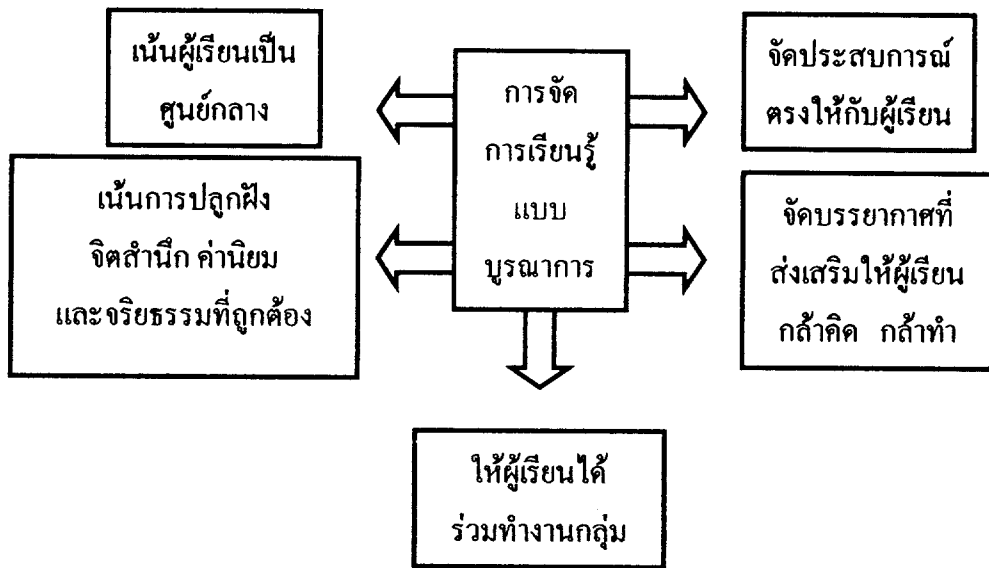 เน้นผู้เรียนเป็น
ศูนย์กลาง
การจัด
การเรียนรู้
แบบ
บูรณาการ
จัดประสบการณ์
ตรงให้กับผู้เรียน
เน้นการปลูกฝัง
จิตสำนึก ค่านิยม
และจริยธรรมที่ถูกต้อง
จัดบรรยากาศที่
ส่งเสริมให้ผู้เรียน
กล้าคิด กล้าทำ
ให้ผู้เรียนได้
ร่วมทำงานกลุ่ม